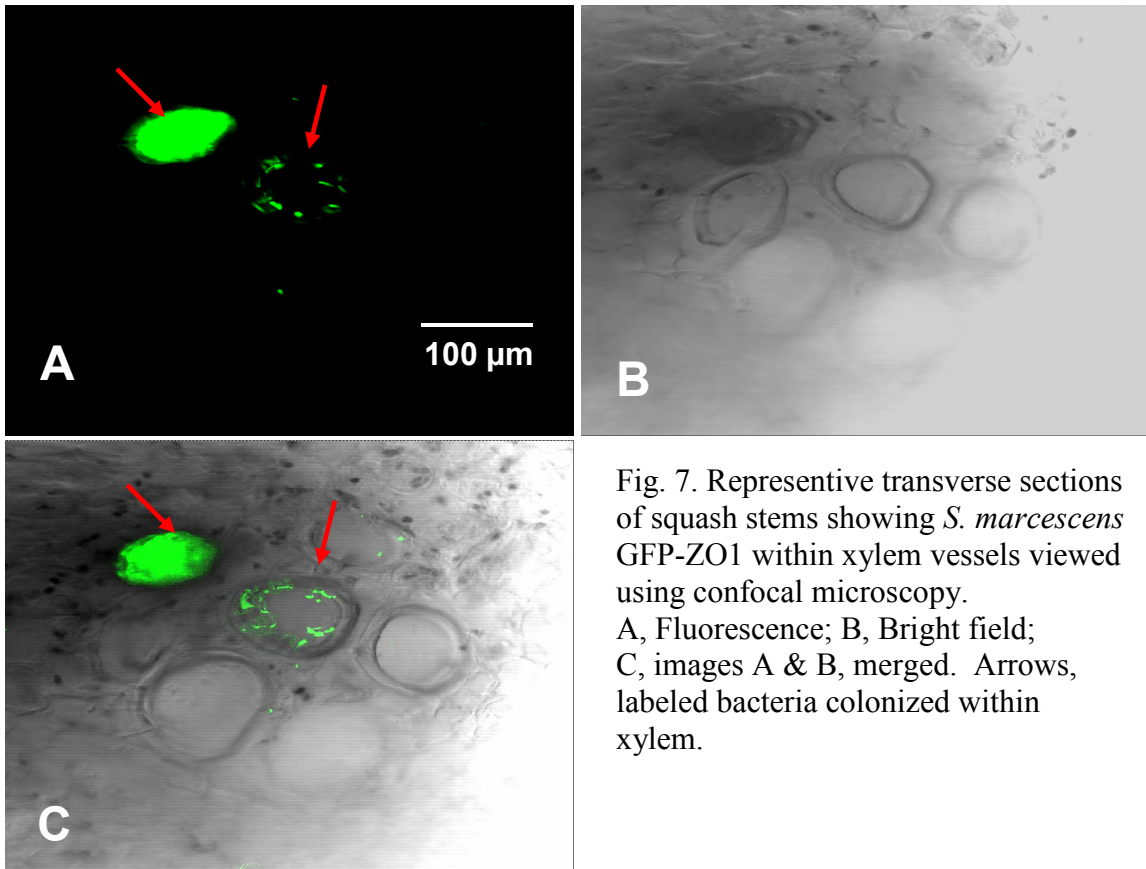 A
100 µm
B
C
Fig. 7. Representive transverse sections
of squash stems showing S. marcescens
GFP-ZO1 within xylem vessels viewed
using confocal microscopy.
A, Fluorescence; B, Bright field;
C, images A & B, merged. Arrows,
labeled bacteria colonized within
xylem.